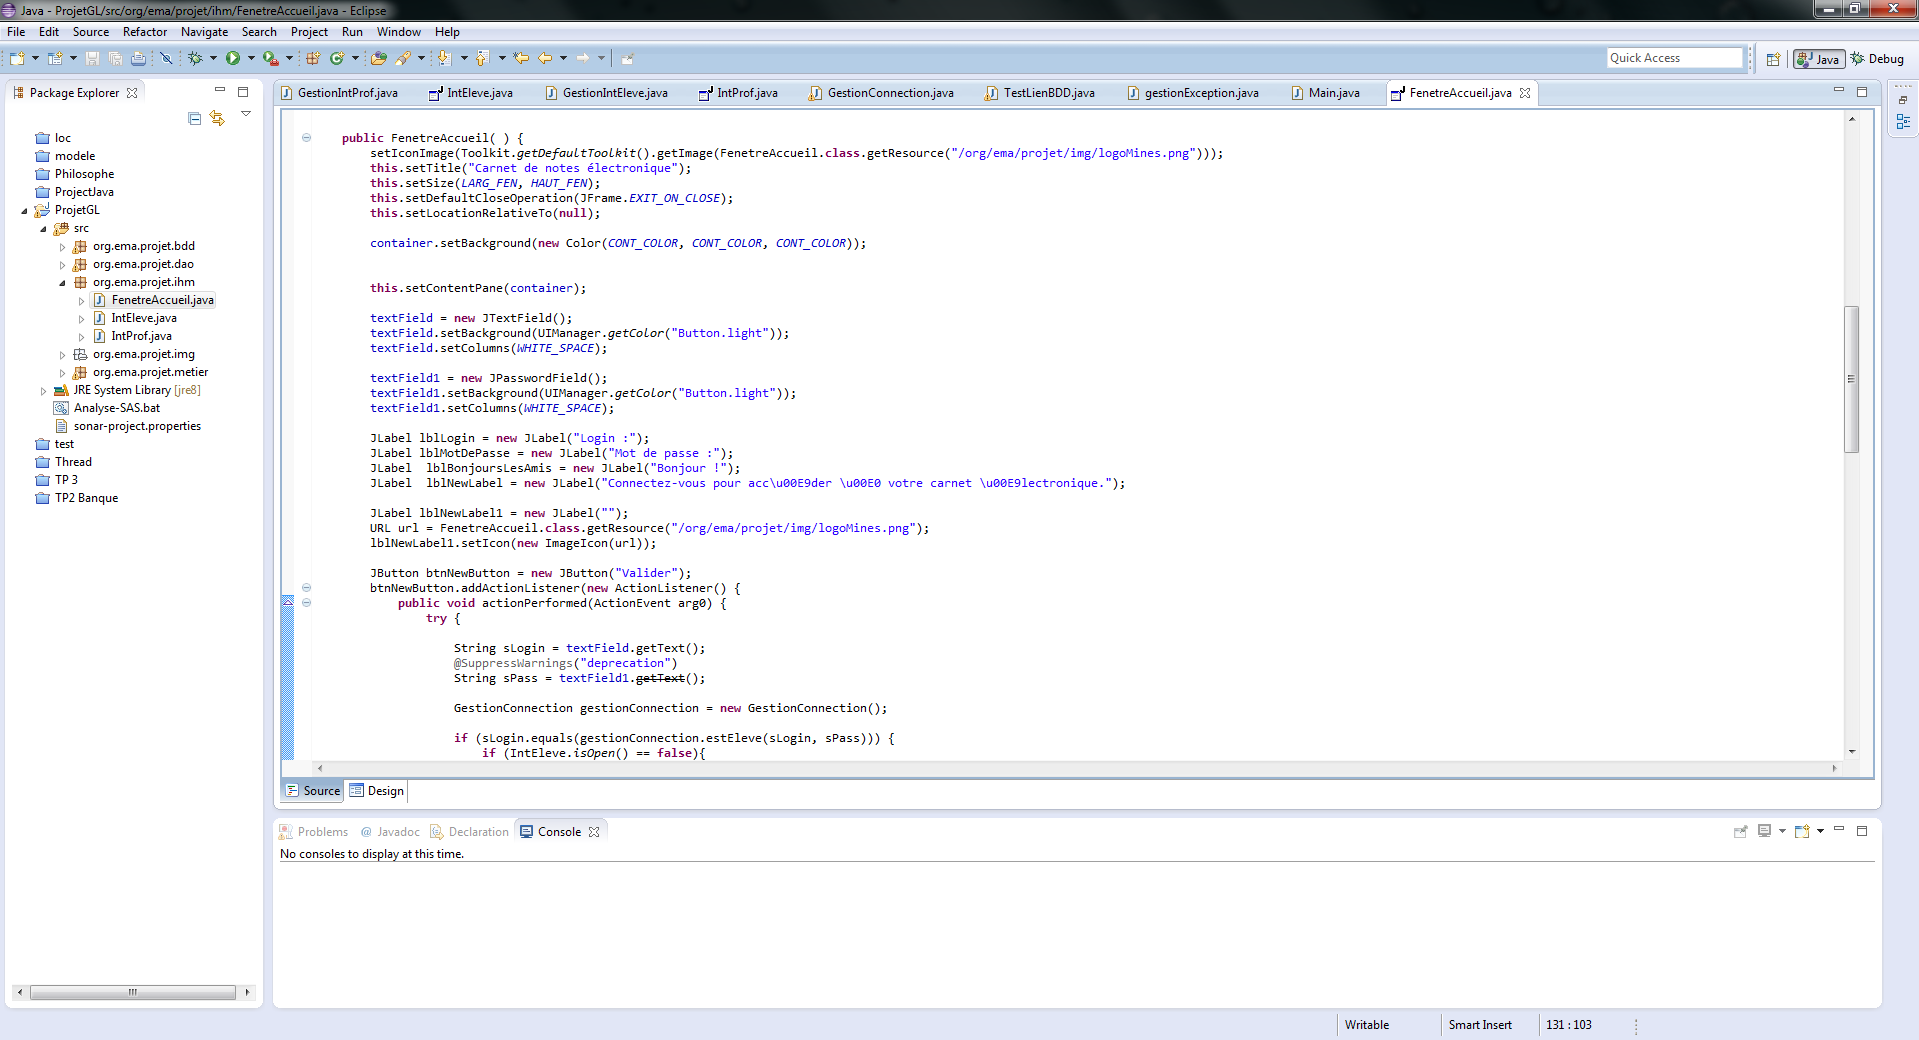 Java - ProjetGL/src/org/ema/projet/ihm/FenetreAccueil.java - Eclipse
File Edit Source Refactor Navigate Search Project Run Window Help
Quick Access Java Debug
Package Explorer
loc
modele
Philosophe
ProjectJava
ProjetGL
src
org.ema.projet.bdd
org.ema.projet.dao
org.ema.projet.ihm
FenetreAccueil.java
IntEleve.java
IntProf.java
org.ema.projet.img
org.ema.projet.metier
JRE System Library [jre8]
Analyse-SAS.bat
sonar-project.properties
test
Thread
TP 3
TP2 Banque
GestionIntProf.java IntEleve.java GestionIntEleve.java IntProf.java GestionConnection.java TestLienBDD.java gestionException.java Main.java FenetreAccueil.java
public FenetreAccueil( ) {
setIconImage(Toolkit.getDefaultToolkit().getImage(FenetreAccueil.class.getResource("/org/ema/projet/img/logoMines.png")));
this.setTitle("Carnet de notes électronique");
this.setSize(LARG_FEN, HAUT_FEN);
this.setDefaultCloseOperation(JFrame.EXIT_ON_CLOSE);
this.setLocationRelativeTo(null);
container.setBackground(new Color(CONT_COLOR, CONT_COLOR, CONT_COLOR));
this.setContentPane(container);
textField = new JTextField();
textField.setBackground(UIManager.getColor("Button.light"));
textField.setColumns(WHITE_SPACE);
textField1 = new JPasswordField();
textField1.setBackground(UIManager.getColor("Button.light"));
textField1.setColumns(WHITE_SPACE);
JLabel lblLogin = new JLabel("Login :");
JLabel lblMotDePasse = new JLabel("Mot de passe :");
JLabel  lblBonjoursLesAmis = new JLabel("Bonjour !");
JLabel  lblNewLabel = new JLabel("Connectez-vous pour acc\u00E9der \u00E0 votre carnet \u00E9lectronique.");
JLabel lblNewLabel1 = new JLabel("");
URL url = FenetreAccueil.class.getResource("/org/ema/projet/img/logoMines.png");
lblNewLabel1.setIcon(new ImageIcon(url));
JButton btnNewButton = new JButton("Valider");
btnNewButton.addActionListener(new ActionListener() {
public void actionPerformed(ActionEvent arg0) {
try {
String sLogin = textField.getText();
@SuppressWarnings("deprecation")
String sPass = textField1.getText();
GestionConnection gestionConnection = new GestionConnection();
if (sLogin.equals(gestionConnection.estEleve(sLogin, sPass))) {
if (IntEleve.isOpen() == false){
Source Design
Problems @ Javadoc Declaration Console
No consoles to display at this time.
Writable Smart Insert 131 : 103